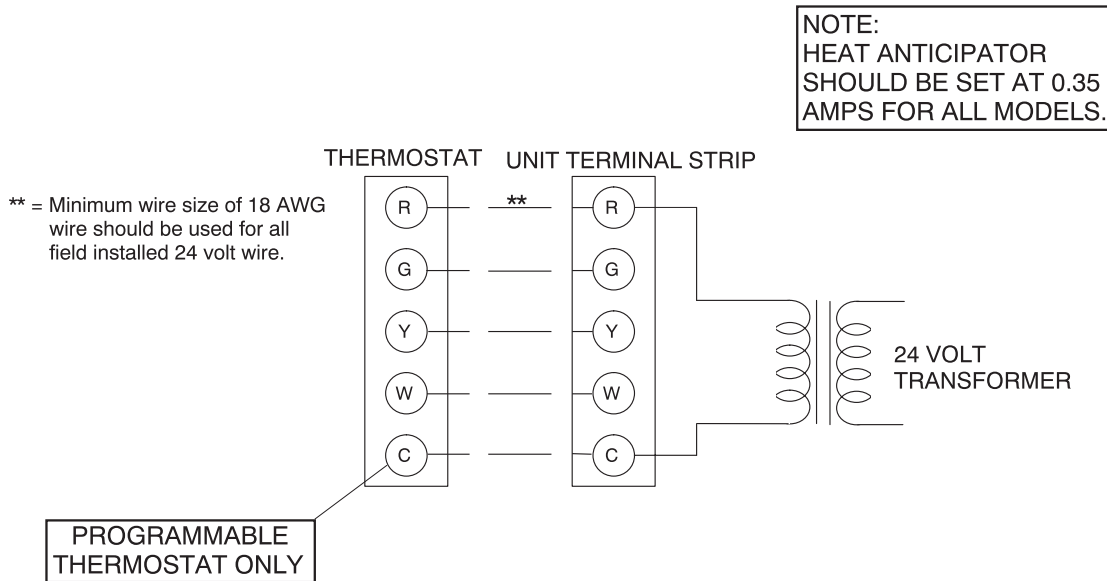 NOTE:
HEAT ANTICIPATOR
SHOULD BE SET AT 0.35
AMPS FOR ALL MODELS.
THERMOSTAT
UNIT TERMINAL STRIP
** = Minimum wire size of 18 AWG
wire should be used for all
field installed 24 volt wire.
**
R
R
G
G
Y
Y
W
W
C
C
24 VOLT
TRANSFORMER
PROGRAMMABLE
THERMOSTAT ONLY